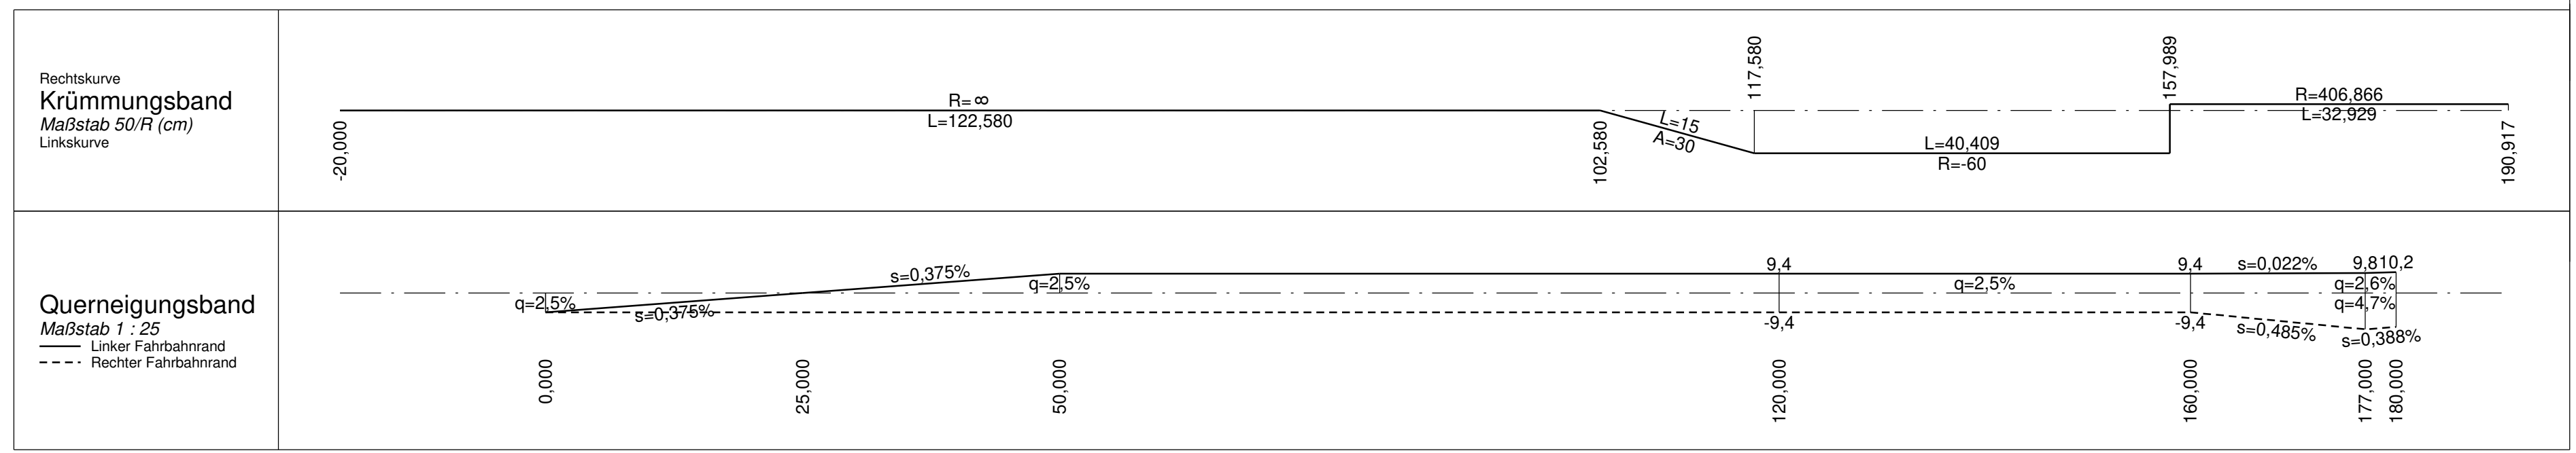 Rechtskurve
Krümmungsband
Maßstab 50/R (cm)
Linkskurve
-20,000
R=∞
L=122,580
102,580
L=15
A=30
117,580
L=40,409
R=-60
157,989
R=406,866
L=32,929
190,917
Querneigungsband
Maßstab 1 : 25
Linker Fahrbahnrand
Rechter Fahrbahnrand
q=2,5%
s=0,375%
s=0,375%
q=2,5%
9,4
-9,4
q=2,5%
9,4
-9,4
s=0,022%
s=0,485%
9,810,2
q=2,6%
q=4,7%
s=0,388%
0,000
25,000
50,000
120,000
160,000
177,000
180,000